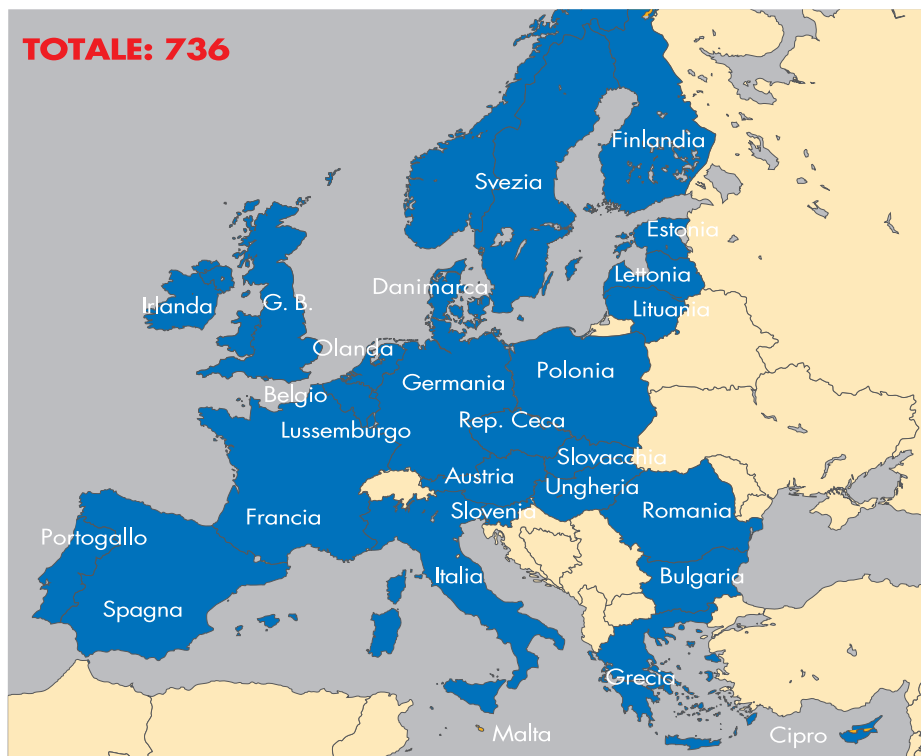 TOTALE: 736
Finlandia
Svezia
Estonia
Lettonia
Danimarca
Irlanda
G. B.
Lituania
Olanda
Polonia
Germania
Belgio
Rep. Ceca
Lussemburgo
Slovacchia
Austria
Ungheria
Slovenia
Romania
Francia
Portogallo
Italia
Bulgaria
Spagna
Grecia
Malta
Cipro